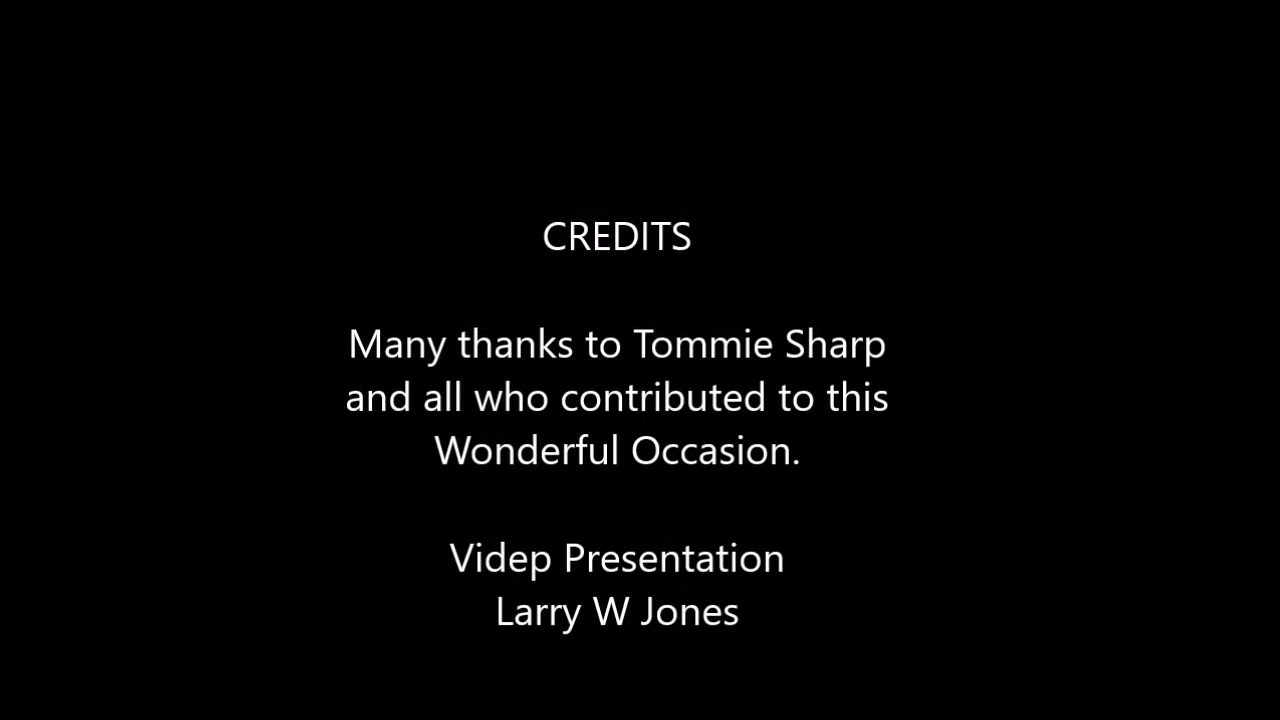 CREDITS
Many thanks to Tommie Sharp
and all who contributed to this
Wonderful Occasion.
Videp Presentation
Larry W Jones